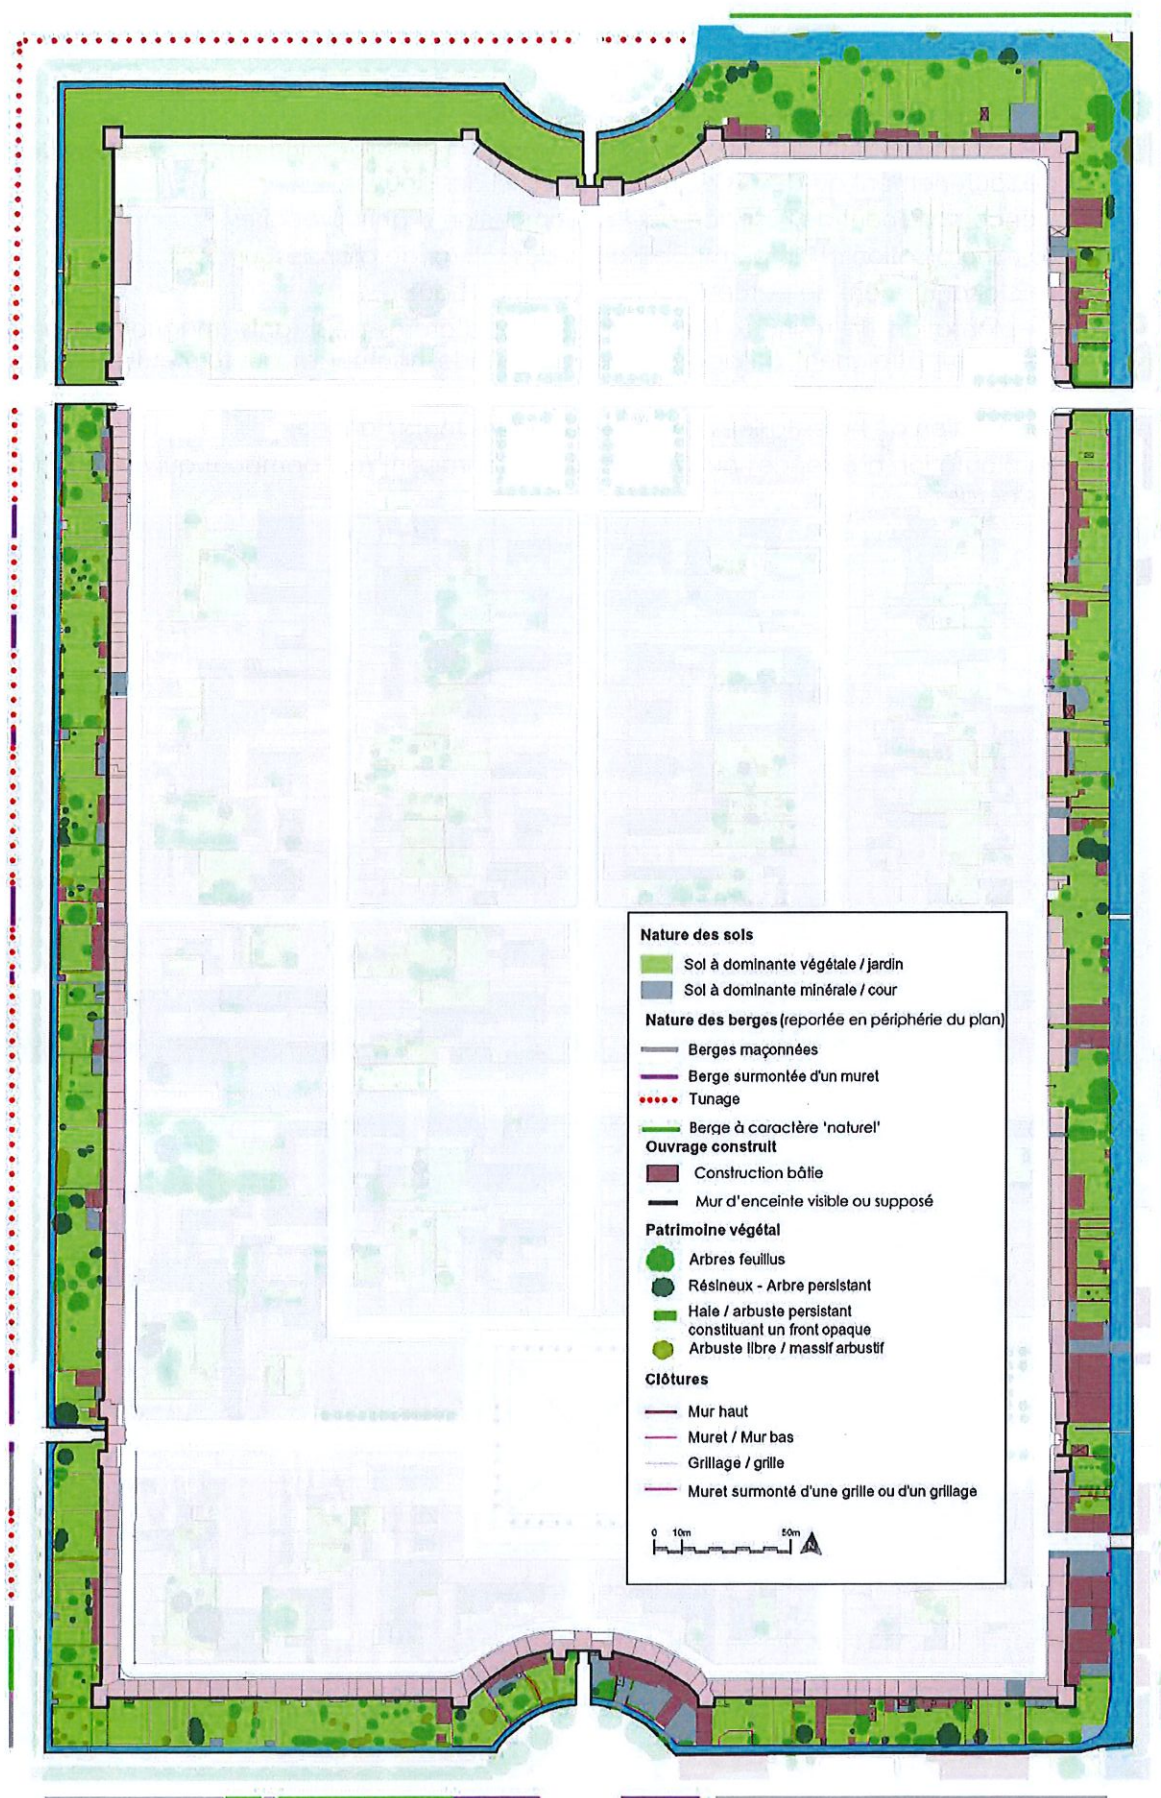 Nature des sols
Sol à dominante végétale / jardin
Sol à dominante minérale / cour
Nature des berges (reportée en périphérie du plan)
Berges maçonnées
Berge surmontée d'un muret
Tunage
Berge à caractère 'naturel'
Ouvrage construit
Construction bâtie
Mur d'enceinte visible ou supposé
Patrimoine végétal
Arbres feuillus
Résineux - Arbre persistant
Haie / arbuste persistant
constituant un front opaque
Arbuste libre / massif arbustif
Clôtures
Mur haut
Muret / Mur bas
Grillage / grille
Muret surmonté d'une grille ou d'un grillage
0 10m 50m
N